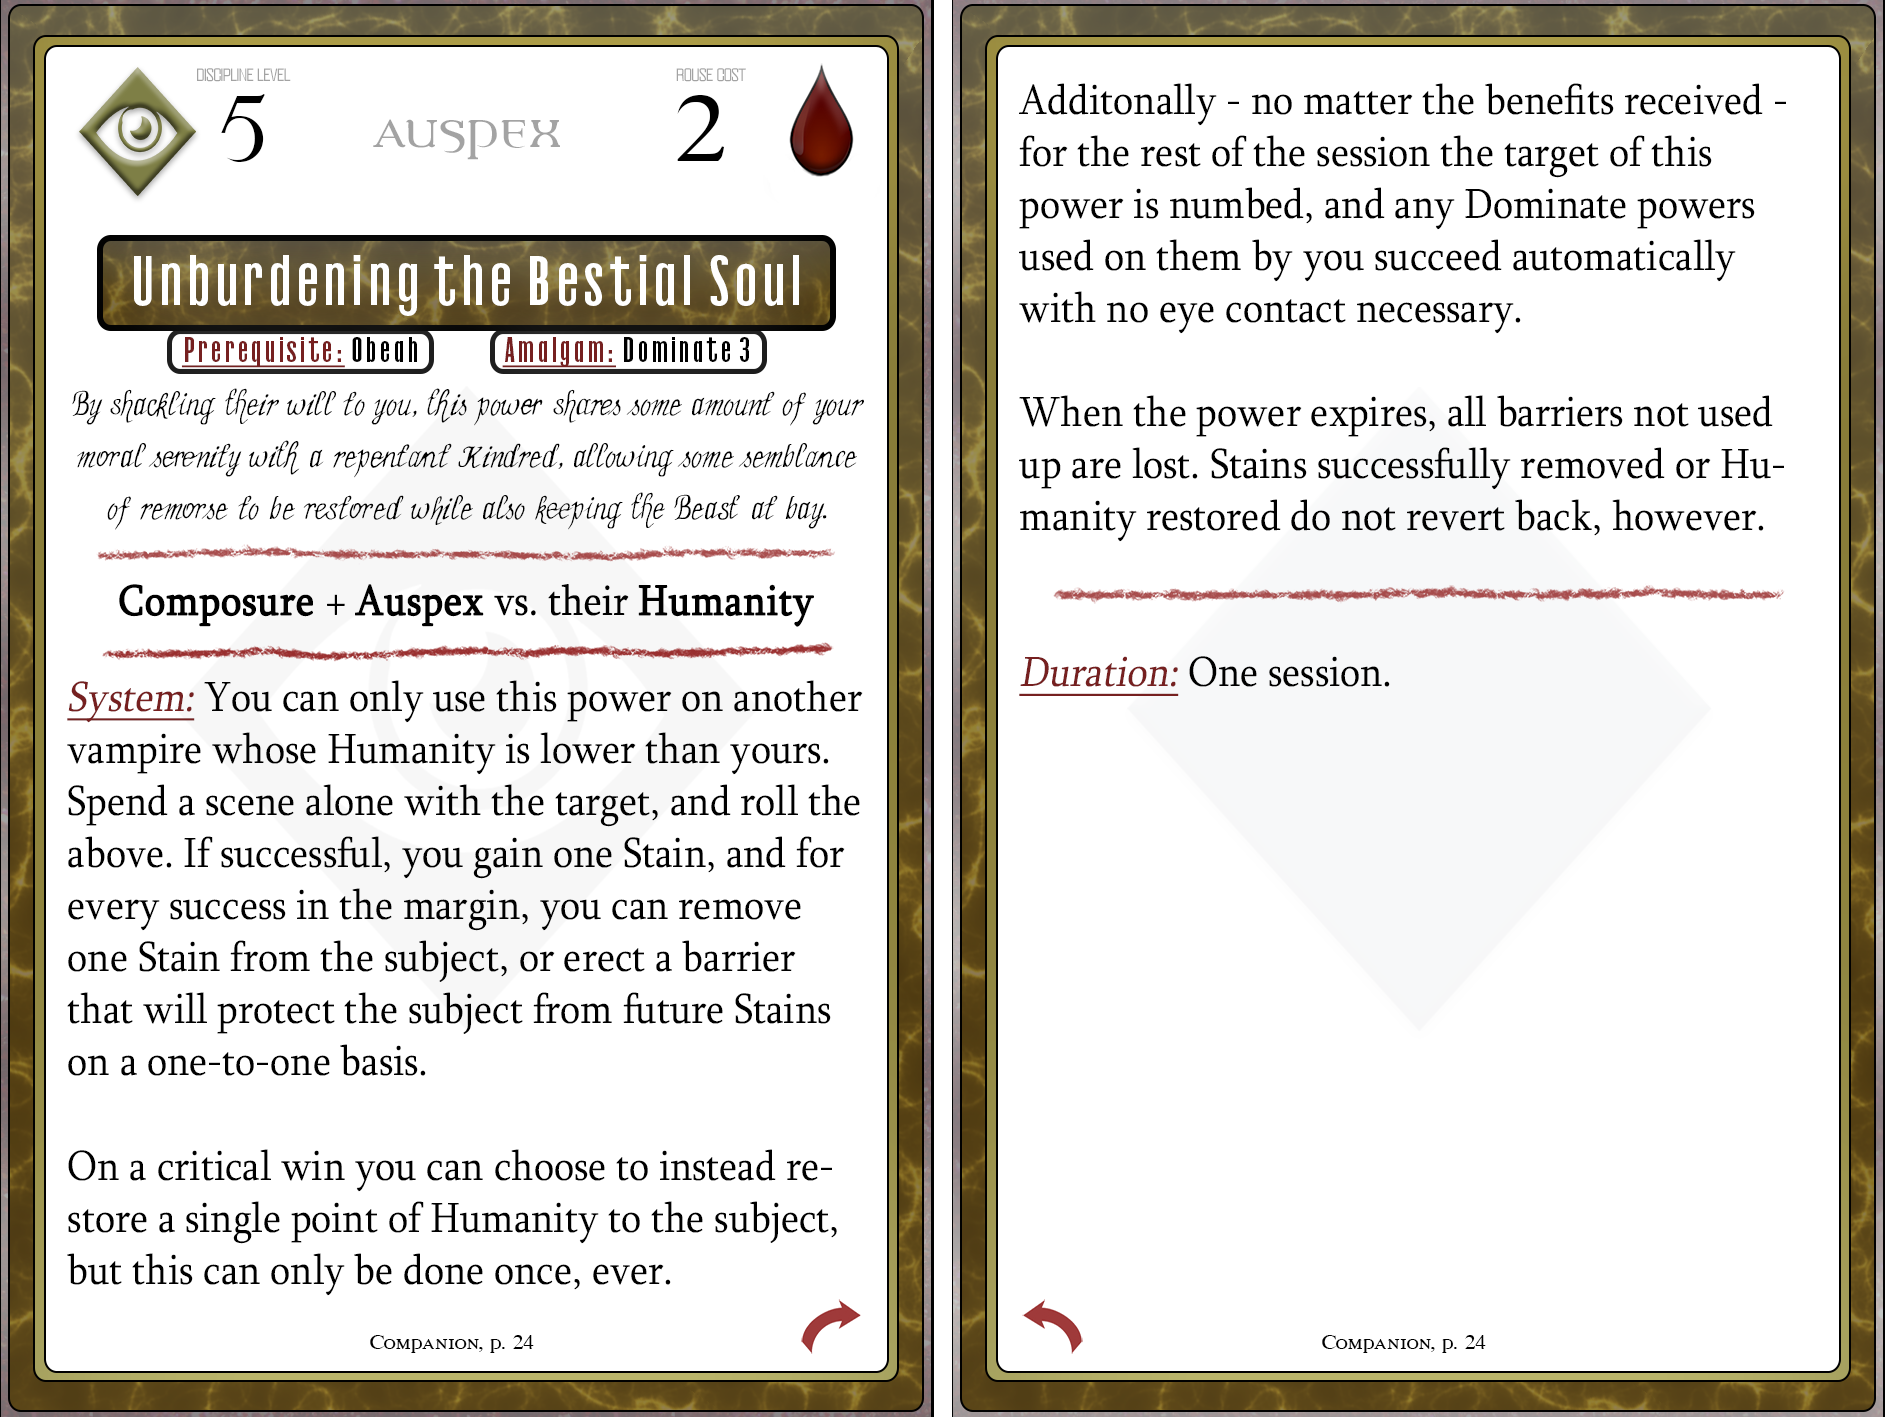 DISCIPLINE LEVEL
5
AUSPEX
ROUSE COST
2
Unburdening the Bestial Soul
Prerequisite: Obeah
Amalgam: Dominate 3
By shackling their will to you, this power shares some amount of your
moral serenity with a repentant Kindred, allowing some semblance
of remorse to be restored while also keeping the Beast at bay.
Composure + Auspex vs. their Humanity
System: You can only use this power on another
vampire whose Humanity is lower than yours.
Spend a scene alone with the target, and roll the
above. If successful, you gain one Stain, and for
every success in the margin, you can remove
one Stain from the subject, or erect a barrier
that will protect the subject from future Stains
on a one-to-one basis.
On a critical win you can choose to instead re-
store a single point of Humanity to the subject,
but this can only be done once, ever.
Companion, p. 24
Additonally - no matter the benefits received -
for the rest of the session the target of this
power is numbed, and any Dominate powers
used on them by you succeed automatically
with no eye contact necessary.
When the power expires, all barriers not used
up are lost. Stains successfully removed or Hu-
manity restored do not revert back, however.
Duration: One session.
Companion, p. 24